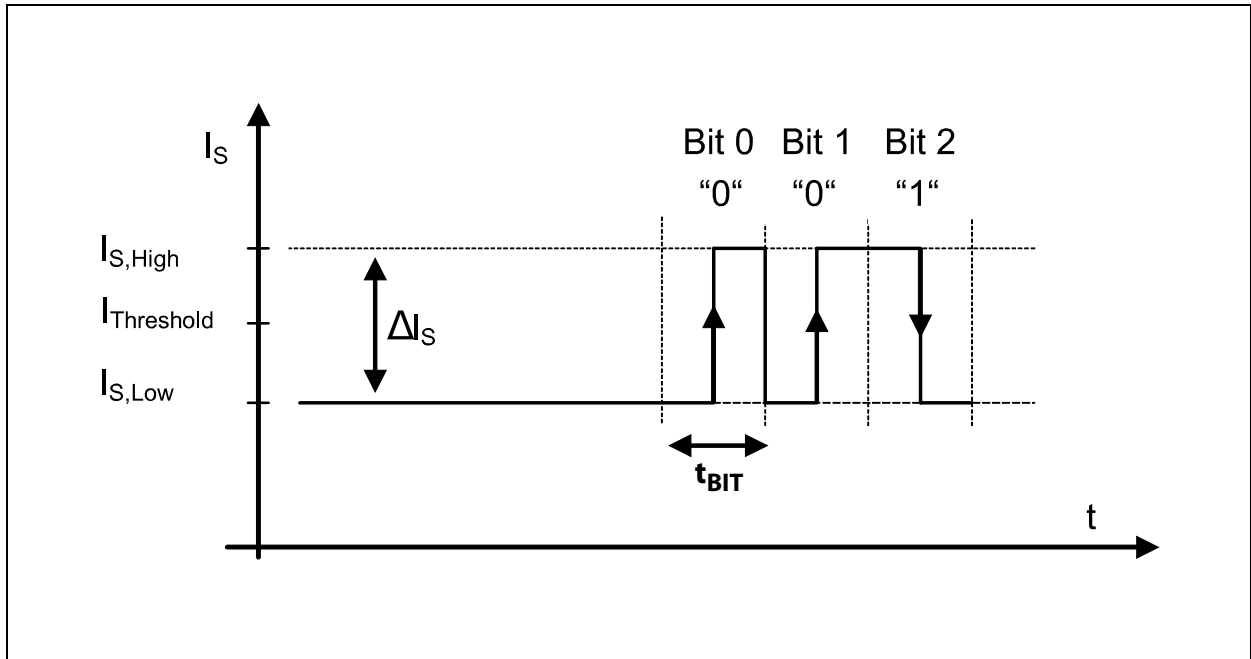 I_S
Bit 0 Bit 1 Bit 2
“0“ “0“ “1“
I_S,High
I_Threshold
ΔI_S
I_S,Low
t_BIT
t